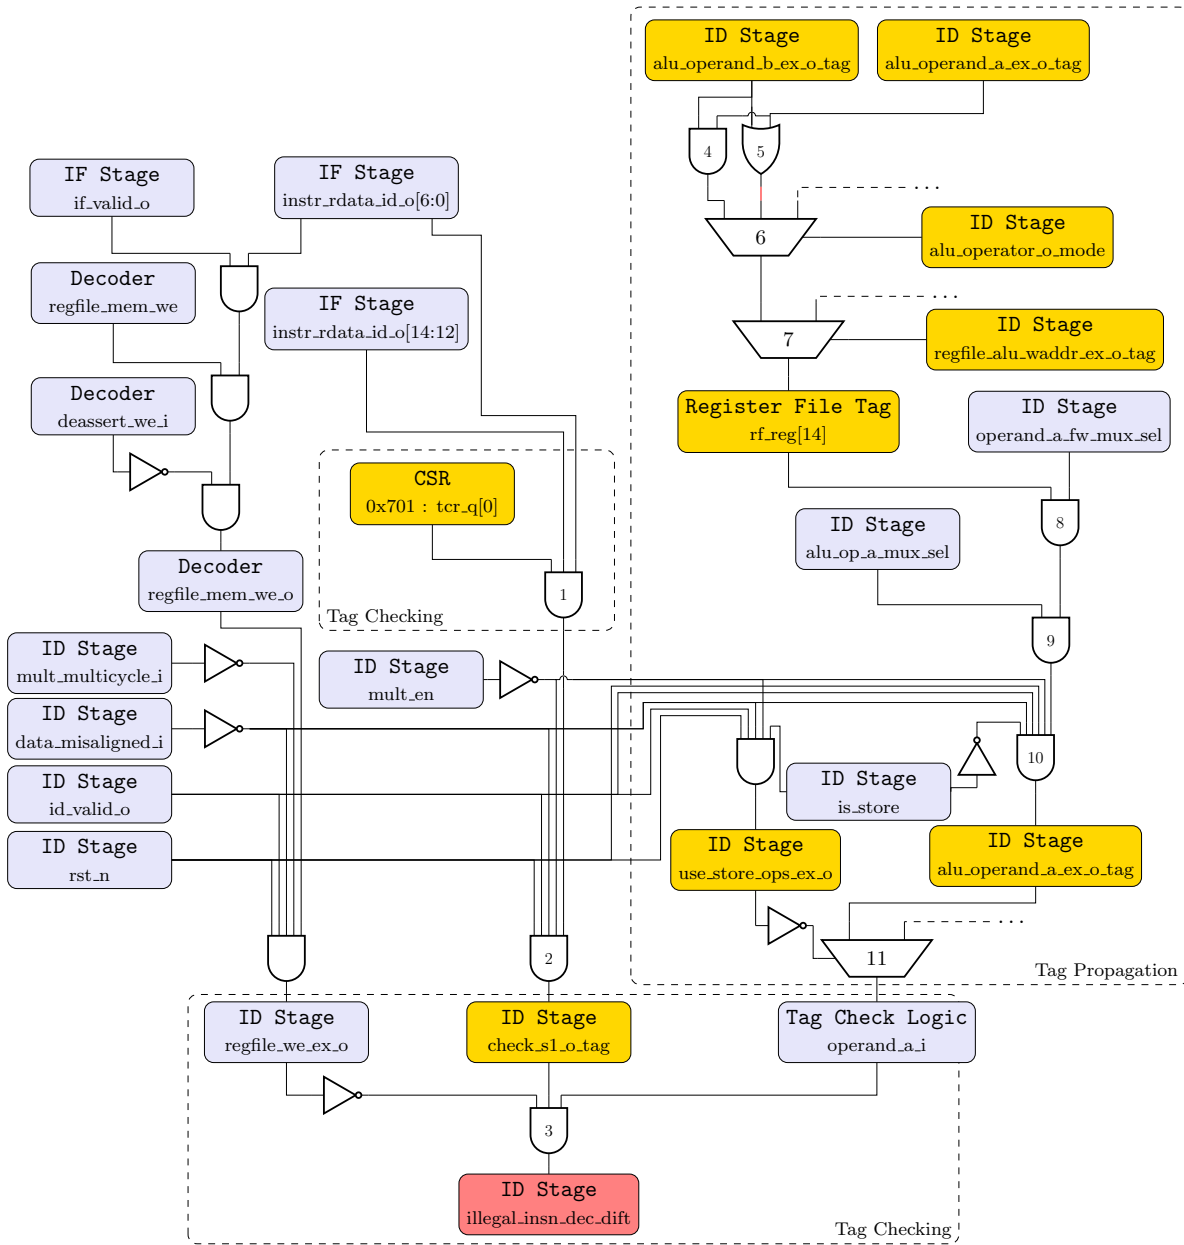 ID Stage
alu_operand_b_ex_o_tag
ID Stage
alu_operand_a_ex_o_tag
4
5
IF Stage
if_valid_o
IF Stage
instr_rdata_id_o[6:0]
...
6
ID Stage
alu_operator_o_mode
Decoder
regfile_mem_we
IF Stage
instr_rdata_id_o[14:12]
...
7
ID Stage
regfile_alu_waddr_ex_o_tag
Decoder
deassert_we_i
Register File Tag
rf_reg[14]
ID Stage
operand_a_fw_mux_sel
CSR
0x701 : tcr_q[0]
8
ID Stage
alu_op_a_mux_sel
Decoder
regfile_mem_we_o
1
Tag Checking
9
ID Stage
mult_multicycle_i
ID Stage
mult_en
ID Stage
data_misaligned_i
10
ID Stage
id_valid_o
ID Stage
is_store
ID Stage
rst_n
ID Stage
use_store_ops_ex_o
ID Stage
alu_operand_a_ex_o_tag
...
2
11
Tag Propagation
ID Stage
regfile_we_ex_o
ID Stage
check_s1_o_tag
Tag Check Logic
operand_a_i
3
ID Stage
illegal_insn_dec_dift
Tag Checking